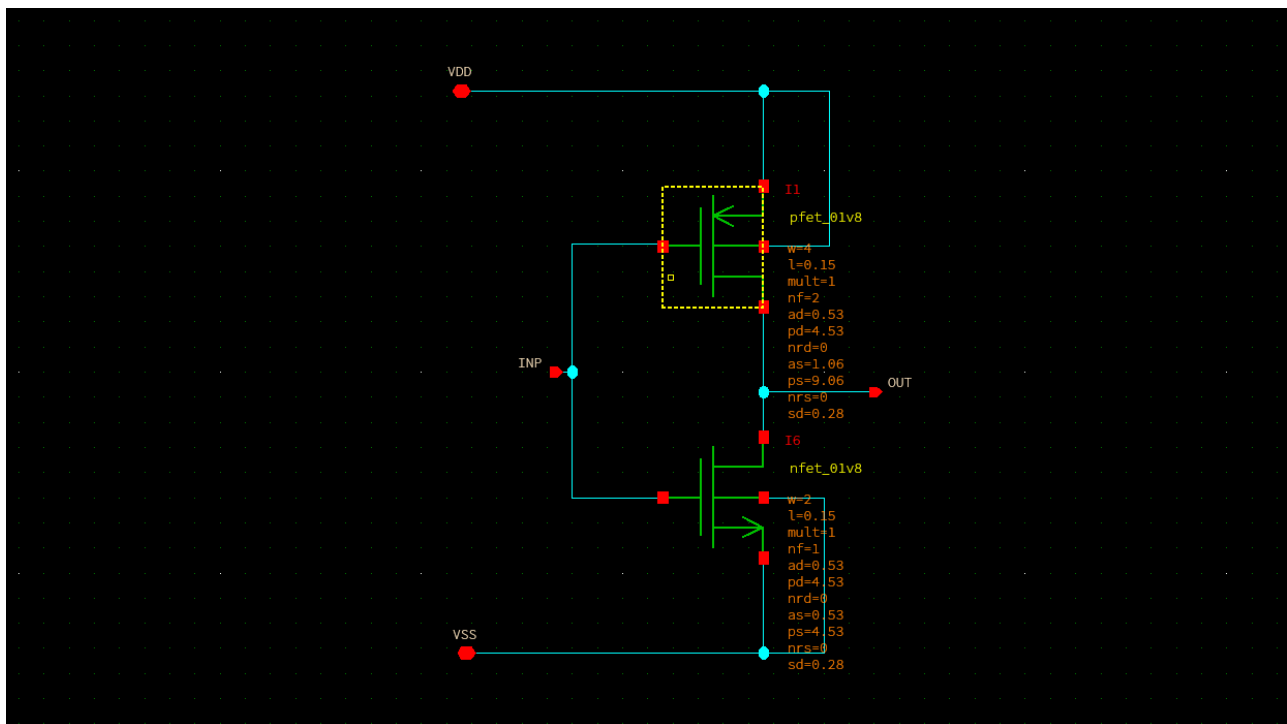 VDD
I1
pfet_01v8
w=4
l=0.15
mult=1
nf=2
ad=0.53
pd=4.53
nrd=0
as=1.06
ps=9.06
nrs=0
sd=0.28
INP
OUT
I6
nfet_01v8
w=2
l=0.15
mult=1
nf=1
ad=0.53
pd=4.53
nrd=0
as=0.53
ps=4.53
nrs=0
sd=0.28
VSS